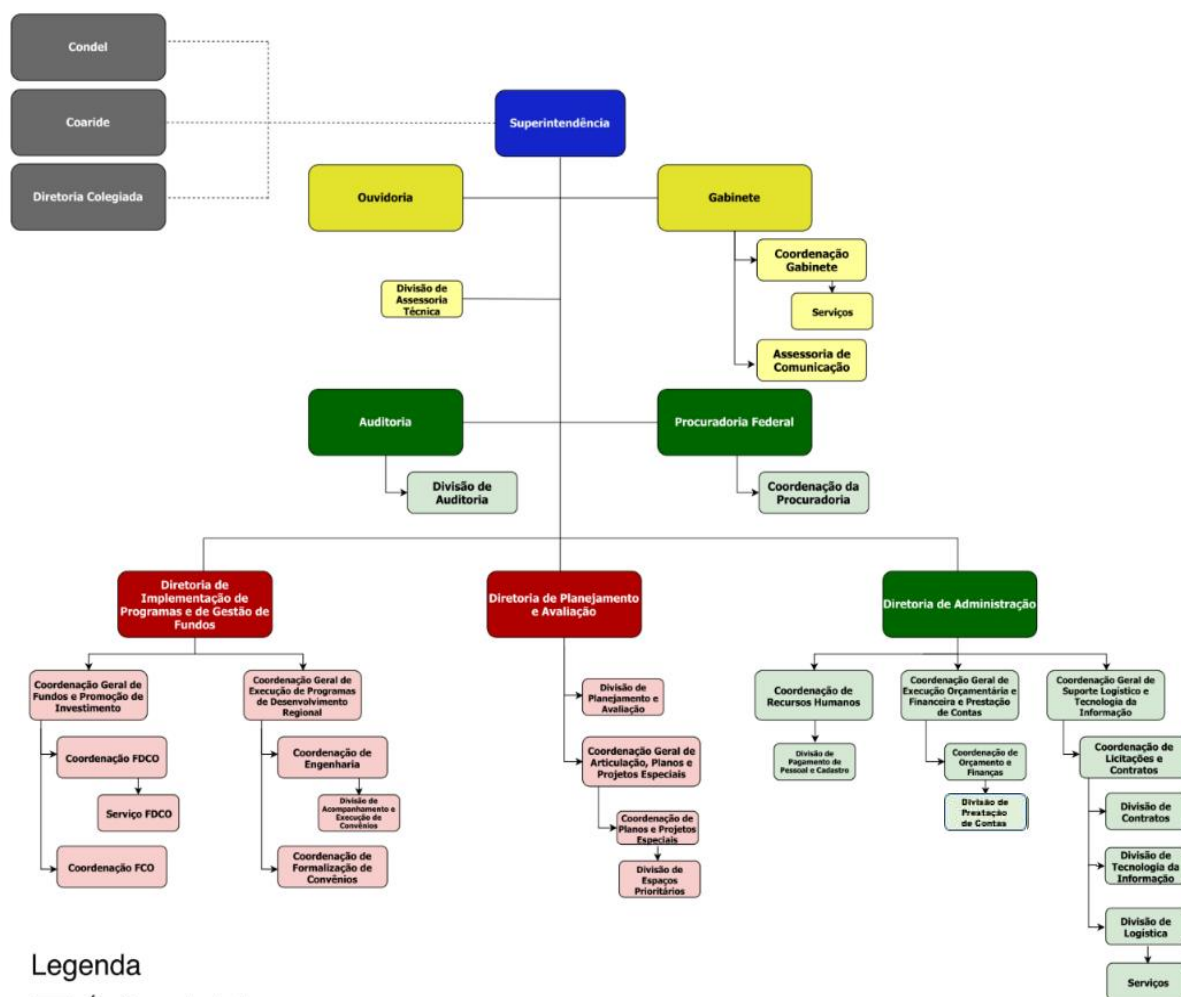 Condel
Coaride
Diretoria Colegiada
Superintendência
Ouvidoria
Gabinete
Coordenação
Gabinete
Serviços
Divisão de
Assessoria
Técnica
Assessoria de
Comunicação
Auditoria
Procuradoria Federal
Divisão de
Auditoria
Coordenação da
Procuradoria
Diretoria de
Implementação de
Programas e de Gestão de
Fundos
Diretoria de Planejamento
e Avaliação
Diretoria de Administração
Coordenação Geral de
Fundos e Promoção de
Investimento
Coordenação FDCO
Serviço FDCO
Coordenação FCO
Coordenação Geral de
Execução de Programas
de Desenvolvimento
Regional
Coordenação de
Engenharia
Divisão de
Acompanhamento e
Execução de
Convênios
Coordenação de
Formalização de
Convênios
Divisão de
Planejamento e
Avaliação
Coordenação Geral de
Articulação, Planos e
Projetos Especiais
Coordenação de
Planos e Projetos
Especiais
Divisão de
Espaços
Prioritários
Coordenação de
Recursos Humanos
Divisão de
Pagamento de
Pessoal e Cadastro
Coordenação Geral de
Execução Orçamentária e
Financeira e Prestação
de Contas
Coordenação de
Orçamento e
Finanças
Divisão de
Prestação
de Contas
Coordenação Geral de
Suporte Logístico e
Tecnologia da
Informação
Coordenação de
Licitações e
Contratos
Divisão de
Contratos
Divisão de
Tecnologia da
Informação
Divisão de
Logística
Serviços
Legenda